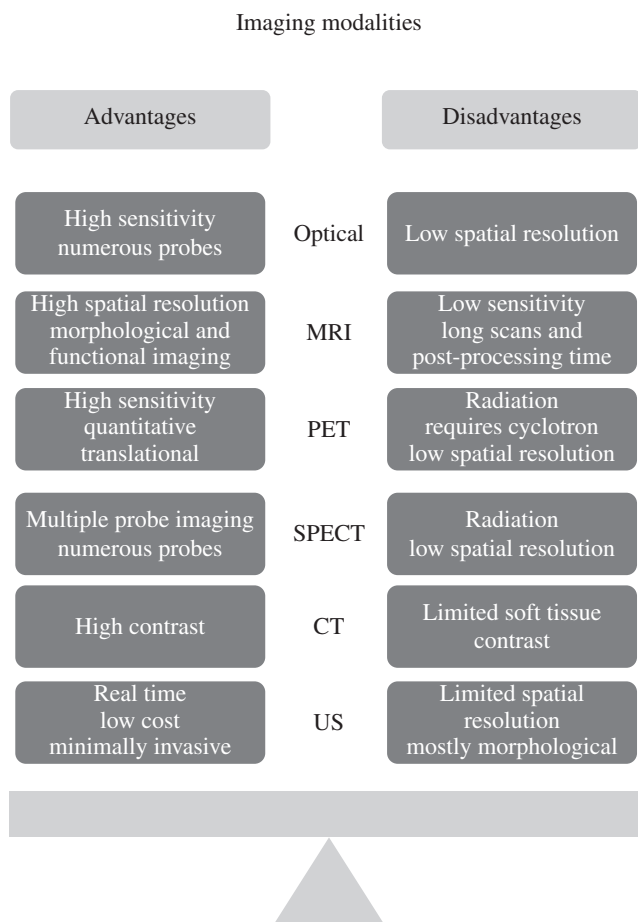 Imaging modalities
Advantages
Disadvantages
High sensitivity
numerous probes
Optical
Low spatial resolution
High spatial resolution
morphological and
functional imaging
MRI
Low sensitivity
long scans and
post-processing time
High sensitivity
quantitative
translational
PET
Radiation
requires cyclotron
low spatial resolution
Multiple probe imaging
numerous probes
SPECT
Radiation
low spatial resolution
High contrast
CT
Limited soft tissue
contrast
Real time
low cost
minimally invasive
US
Limited spatial
resolution
mostly morphological